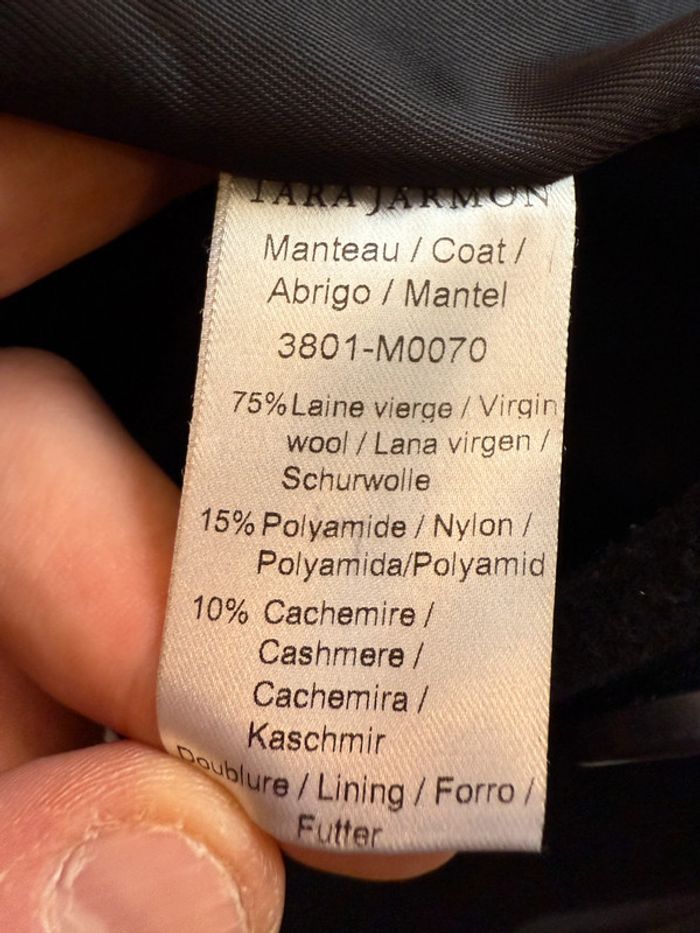 TARA JARMON
Manteau / Coat /
Abrigo / Mantel
3801-M0070
75% Laine vierge / Virgin
wool / Lana virgen /
Schurwolle
15% Polyamide / Nylon /
Polyamida/Polyamid
10% Cachemire /
Cashmere /
Cachemira /
Kaschmir
Doublure / Lining / Forro /
Futter